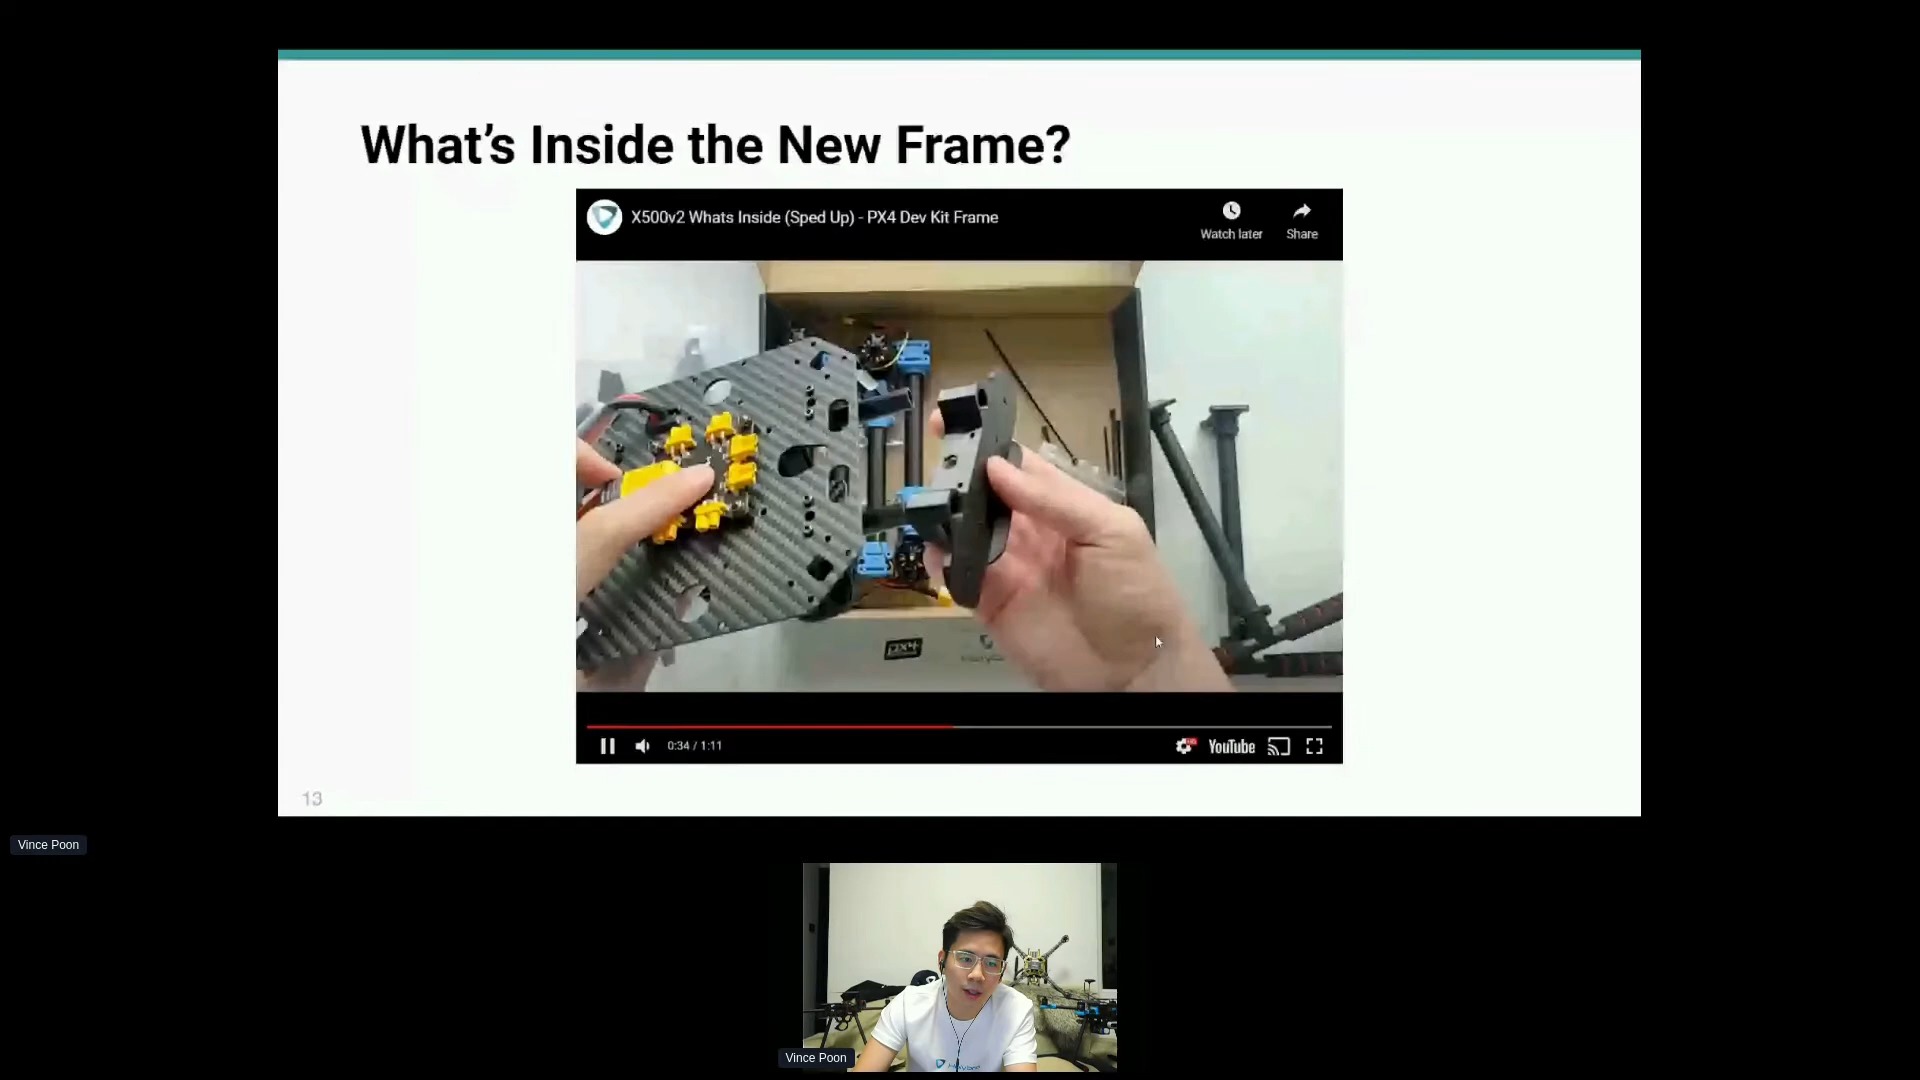 What’s Inside the New Frame?
X500v2 Whats Inside (Sped Up) - PX4 Dev Kit Frame
Watch later
Share
PX4
0:34 / 1:11
YouTube
13
Vince Poon
Vince Poon